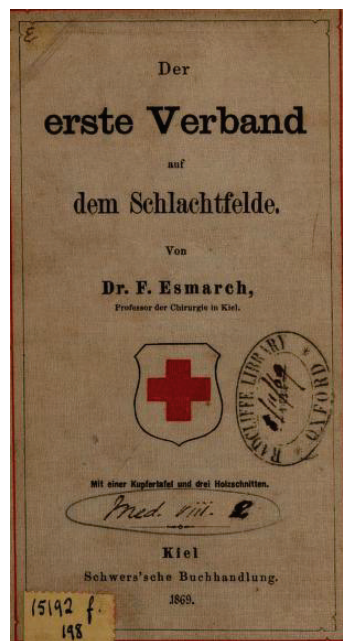 E
Der
erste Verband
auf
dem Schlachtfelde.
Von
Dr. F. Esmarch,
Professor der Chirurgie in Kiel.
RADCLIFFE LIBRARY
OXFORD
Mit einer Kupfertafel und drei Holzschnitten.
Med. viii. 2
Kiel
Schwers'sche Buchhandlung.
1869.
15192 f.
198